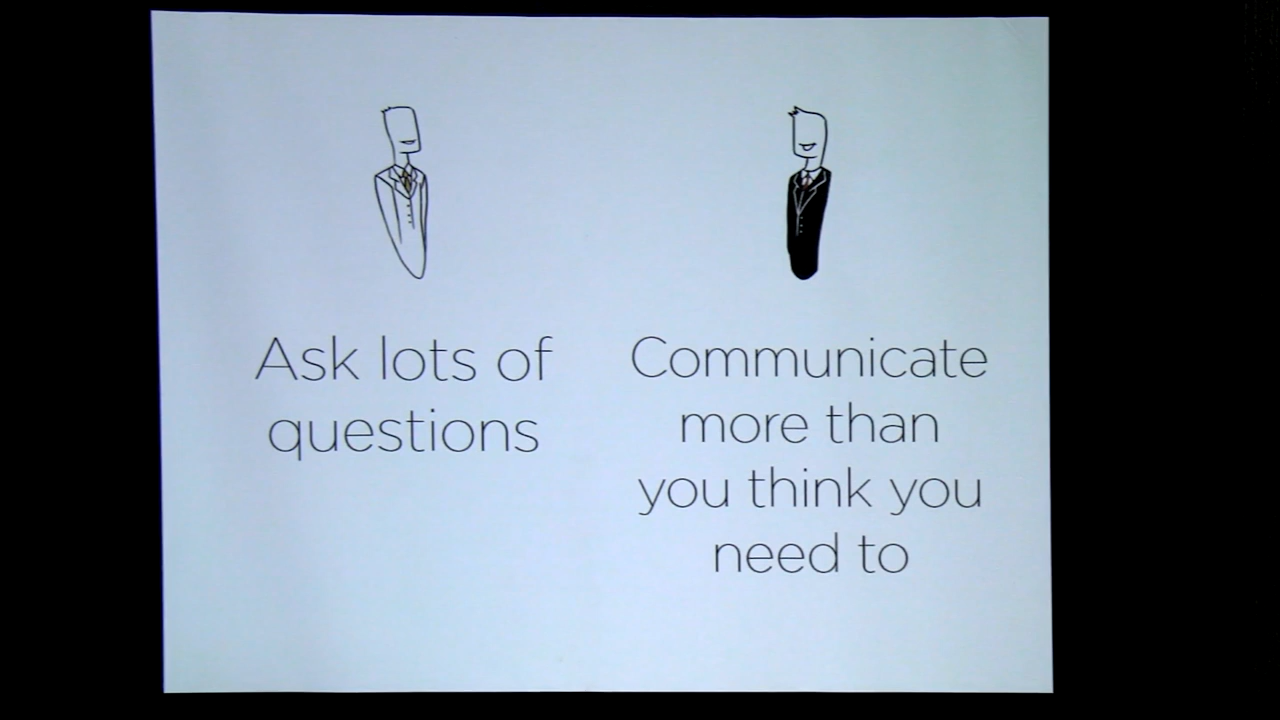 Ask lots of
questions
Communicate
more than
you think you
need to